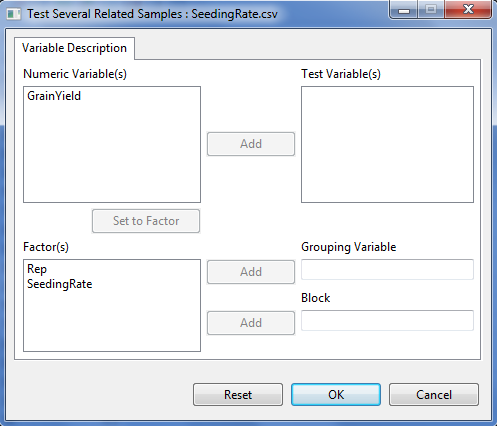 Test Several Related Samples : SeedingRate.csv
Variable Description
Numeric Variable(s)
Test Variable(s)
GrainYield
Add
Set to Factor
Factor(s)
Grouping Variable
Rep
SeedingRate
Add
Block
Add
Reset
OK
Cancel